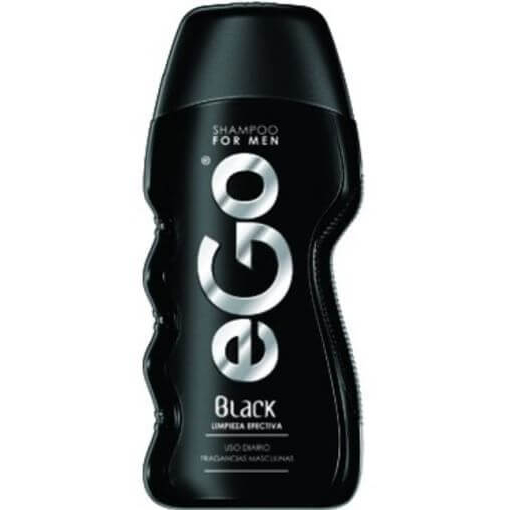 SHAMPOO
FOR MEN
eGo®
Black
LIMPIEZA EFECTIVA
USO DIARIO
FRAGANCIAS MASCULINAS